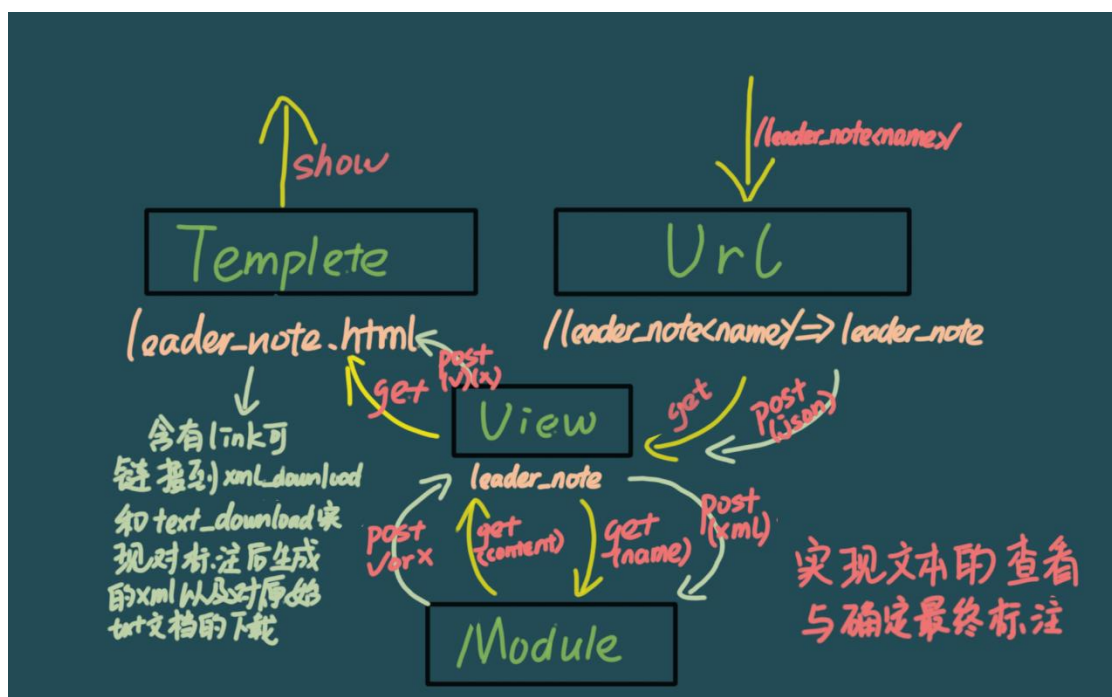 show
/leader_note<name>/
Templete
Url
leader_note.html
/leader_note<name>/=> leader_note
get
post
(√)(x)
get
post
(json)
View
leader_note
含有link可
链接到xml_download
和text_download实
现对标注后生成
的xml以及对原始
txt文档的下载
post
√or x
get
(content)
get
(name)
post
(xml)
Module
实现文本的查看
与确定最终标注